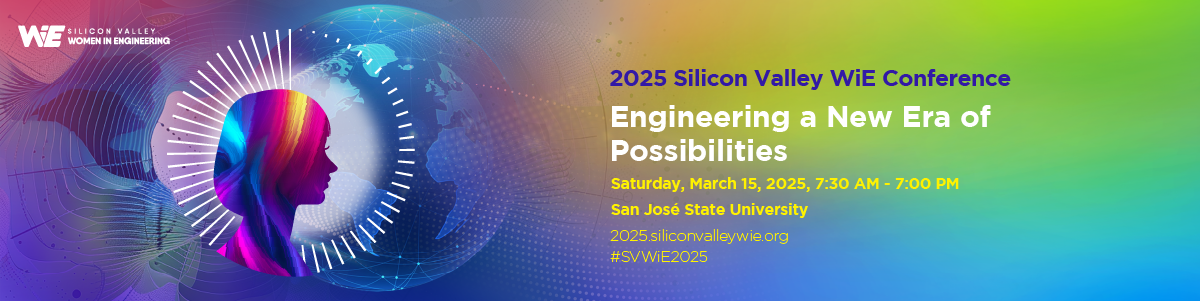 WiE SILICON VALLEY
WOMEN IN ENGINEERING
2025 Silicon Valley WiE Conference
Engineering a New Era of
Possibilities
Saturday, March 15, 2025, 7:30 AM - 7:00 PM
San José State University
2025.siliconvalleywie.org
#SVWiE2025